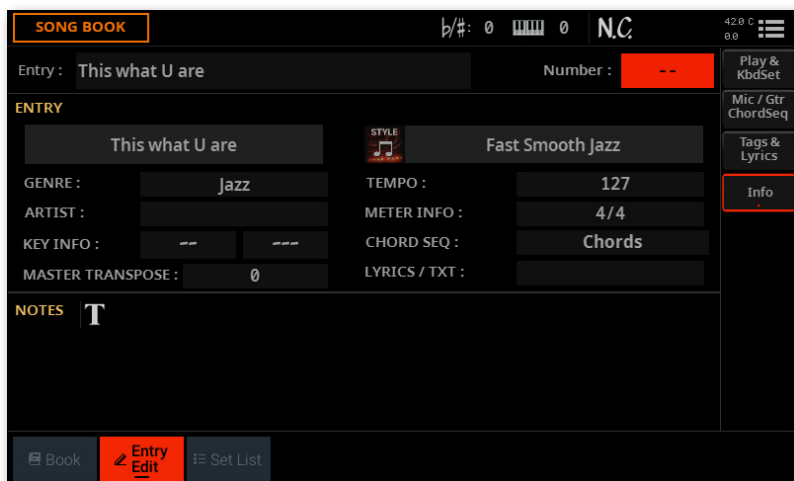 SONG BOOK
♭/#: 0 0 N.C. 42.0 C
0.0
Entry : This what U are Number : --
Play &
KbdSet
ENTRY
Mic / Gtr
ChordSeq
This what U are STYLE Fast Smooth Jazz
Tags &
Lyrics
GENRE : Jazz TEMPO : 127
Info
ARTIST : METER INFO : 4/4
KEY INFO : -- --- CHORD SEQ : Chords
MASTER TRANSPOSE : 0 LYRICS / TXT :
NOTES T
Book Entry
Edit Set List